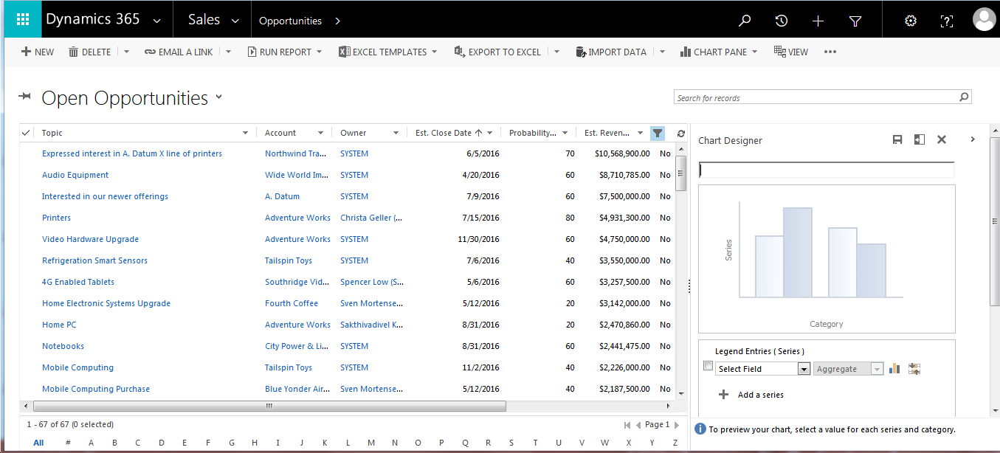 Dynamics 365 Sales Opportunities
NEW DELETE EMAIL A LINK RUN REPORT EXCEL TEMPLATES EXPORT TO EXCEL IMPORT DATA CHART PANE VIEW
Open Opportunities
Search for records
Topic Account Owner Est. Close Date Probability... Est. Reven...
Expressed interest in A. Datum X line of printers Northwind Tra... SYSTEM 6/5/2016 70 $10,568,900.00 No
Audio Equipment Wide World Im... SYSTEM 4/20/2016 60 $8,710,785.00 No
Interested in our newer offerings A. Datum SYSTEM 7/9/2016 60 $7,500,000.00 No
Printers Adventure Works Christa Geller (... 7/15/2016 80 $4,931,300.00 No
Video Hardware Upgrade Adventure Works SYSTEM 11/30/2016 60 $4,750,000.00 No
Refrigeration Smart Sensors Tailspin Toys SYSTEM 7/6/2016 40 $3,550,000.00 No
4G Enabled Tablets Southridge Vid... Spencer Low (S... 5/6/2016 60 $3,257,500.00 No
Home Electronic Systems Upgrade Fourth Coffee Sven Mortense... 5/12/2016 20 $3,142,000.00 No
Home PC Adventure Works Sakthivadivel K... 8/31/2016 20 $2,470,860.00 No
Notebooks City Power & Li... SYSTEM 8/31/2016 60 $2,441,475.00 No
Mobile Computing Tailspin Toys SYSTEM 11/2/2016 40 $2,226,000.00 No
Mobile Computing Purchase Blue Yonder Air... Sven Mortense... 5/12/2016 40 $2,187,500.00 No
1 - 67 of 67 (0 selected) Page 1
All # A B C D E F G H I J K L M N O P Q R S T U V W X Y Z
Chart Designer
Series
Category
Legend Entries ( Series )
Select Field Aggregate
Add a series
To preview your chart, select a value for each series and category.